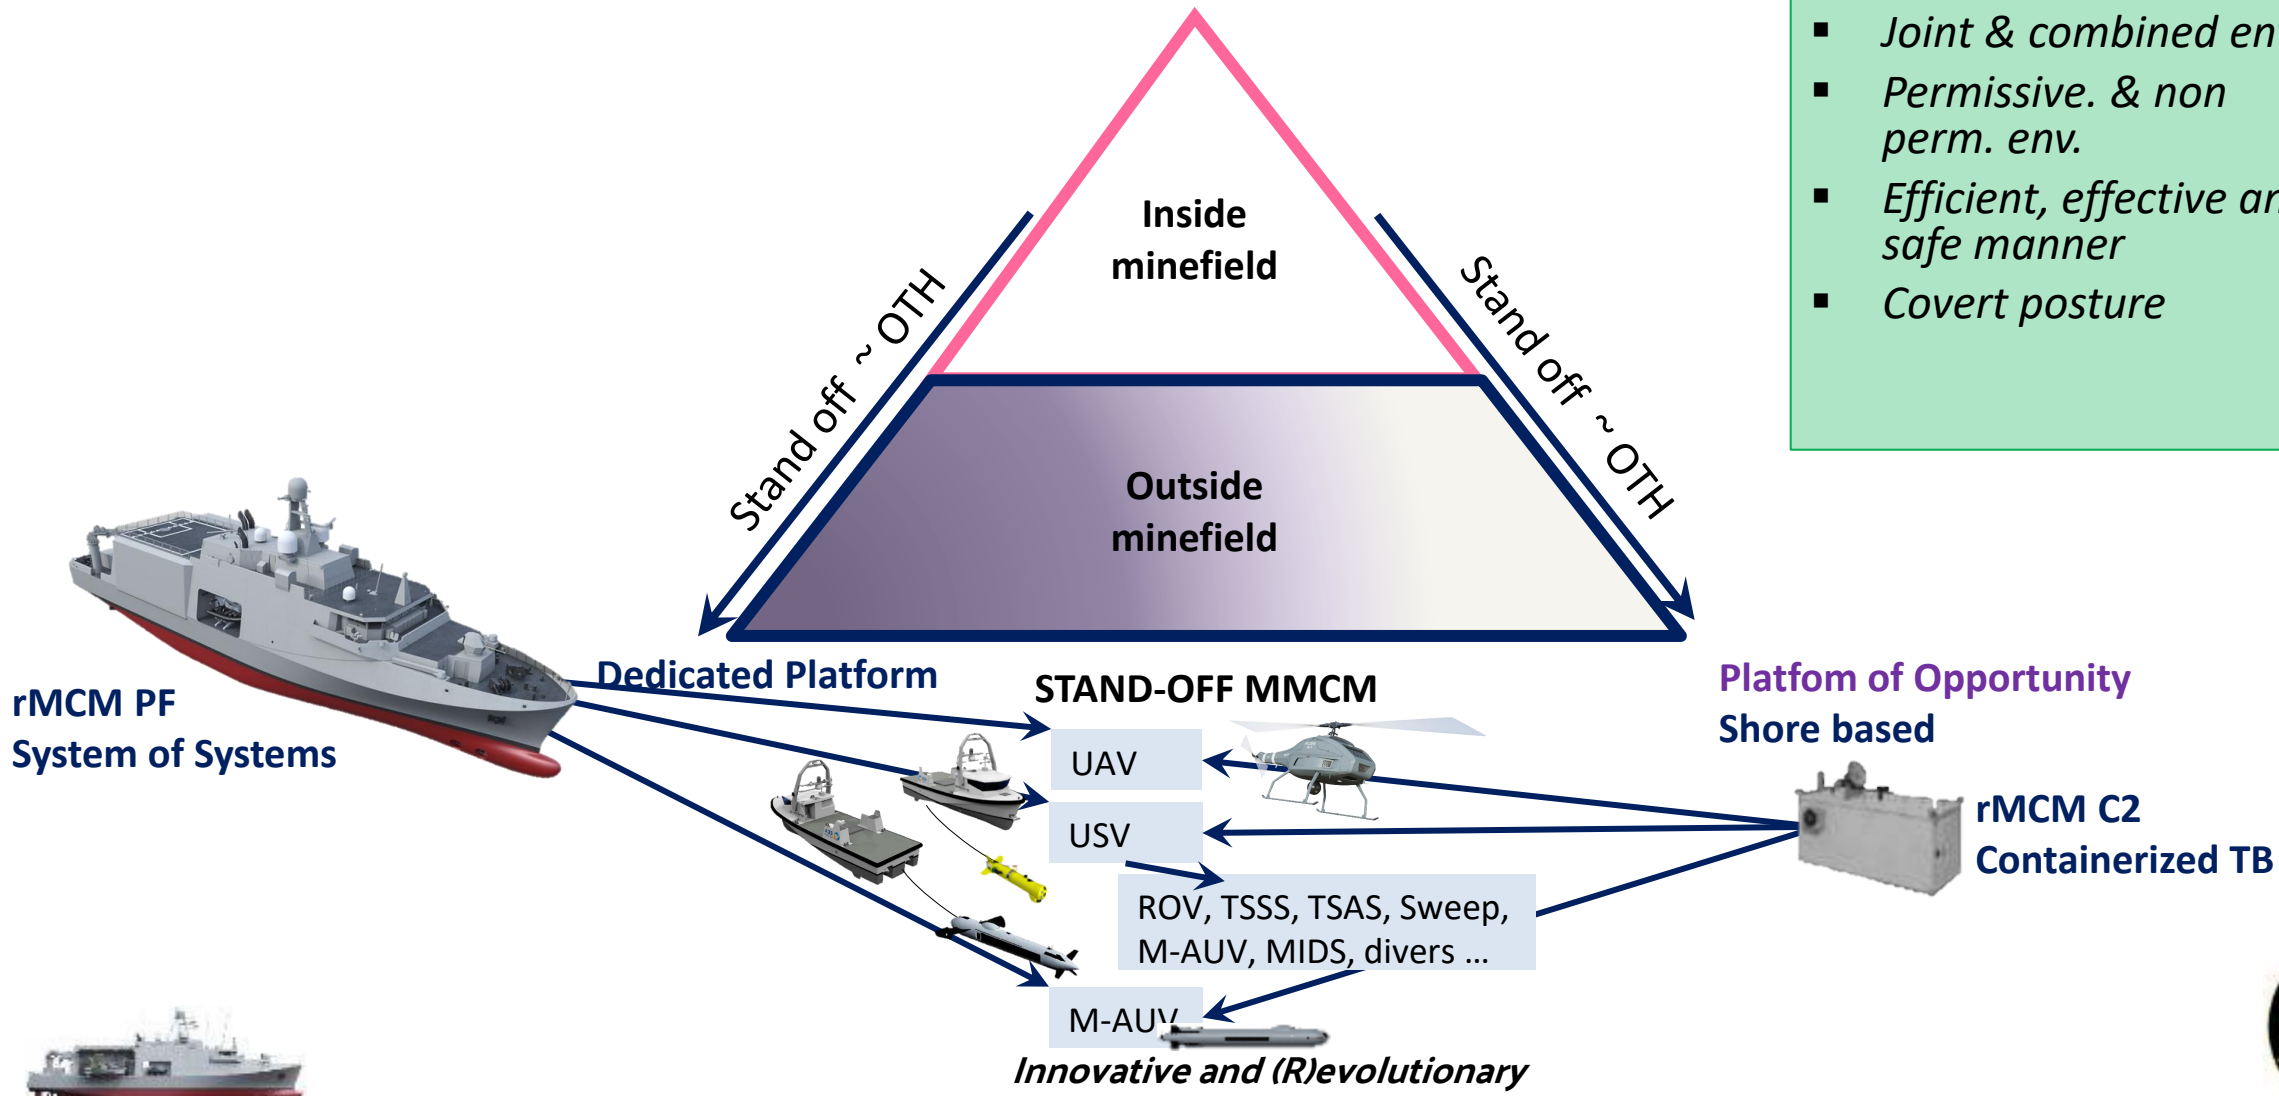 Joint & combined
Permissive. & non
perm. env.
Efficient, effective
safe manner
Covert posture
Inside
minefield
Stand off ~ OTH
Stand off ~ OTH
Outside
minefield
Dedicated Platform
STAND-OFF MMCM
Platfom of Opportunity
Shore based
rMCM PF
System of Systems
UAV
USV
rMCM C2
Containerized TB
ROV, TSSS, TSAS, Sweep,
M-AUV, MIDS, divers ...
M-AUV
Innovative and (R)evolutionary